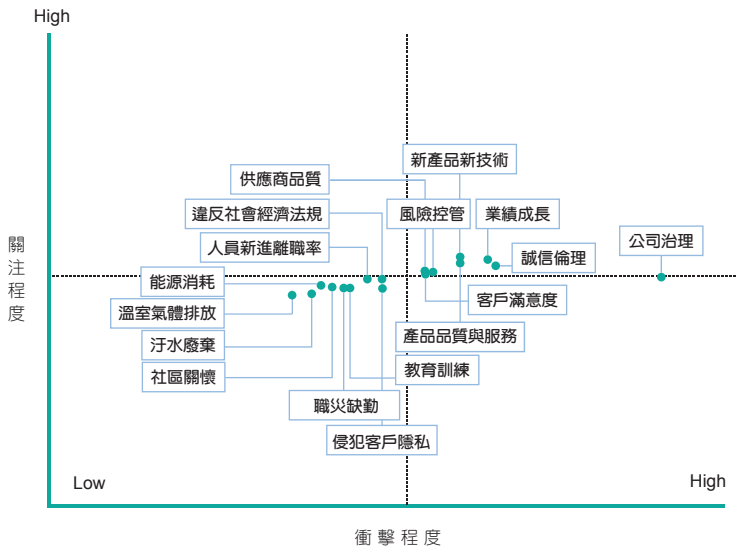 High
新產品新技術
供應商品質
違反社會經濟法規
風險控管
業績成長
公司治理
人員新進離職率
誠信倫理
關注程度
能源消耗
溫室氣體排放
客戶滿意度
汙水廢棄
產品品質與服務
社區關懷
教育訓練
職災缺勤
侵犯客戶隱私
Low
High
衝擊程度